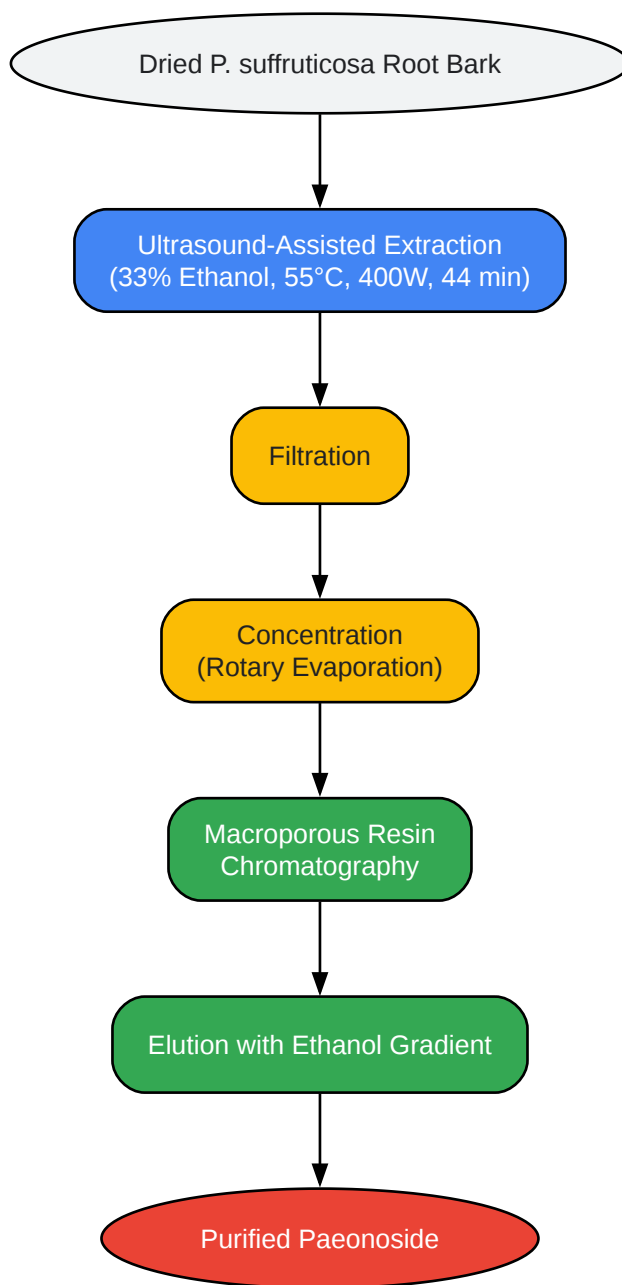 Dried P. suffruticosa Root Bark
Ultrasound-Assisted Extraction
(33% Ethanol, 55°C, 400W, 44 min)
Filtration
Concentration
(Rotary Evaporation)
Macroporous Resin
Chromatography
Elution with Ethanol Gradient
Purified Paeonoside